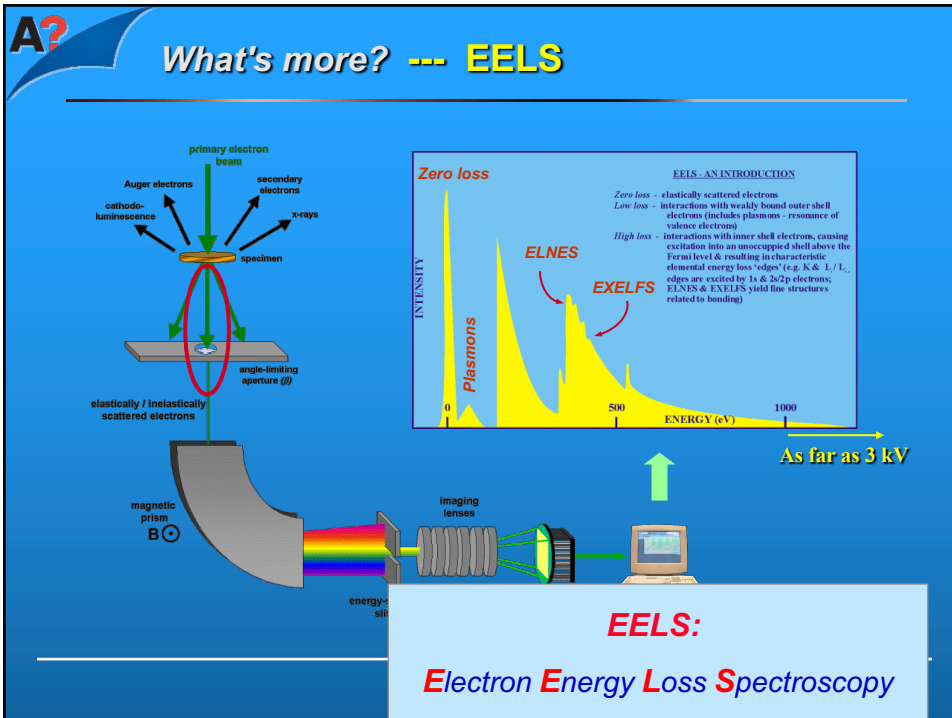 A?
What's more? --- EELS
primary electron
beam
Auger electrons
secondary
electrons
cathodo-
luminescence
x-rays
specimen
angle-limiting
aperture (β)
elastically / inelastically
scattered electrons
magnetic
prism
B
imaging
lenses
Zero loss
EELS - AN INTRODUCTION
Zero loss - elastically scattered electrons
Low loss - interactions with weakly bound outer shell
electrons (includes plasmons - resonance of
valence electrons)
High loss - interactions with inner shell electrons, causing
excitation into an unoccupied shell above the
Fermi level & resulting in characteristic
elemental energy loss 'edges' (e.g. K & L / L
edges are excited by 1s & 2s/2p electrons;
ELNES & EXELFS yield fine structures
related to bonding)
INTENSITY
ELNES
EXELFS
Plasmons
0
500
1000
ENERGY (eV)
As far as 3 kV
EELS:
Electron Energy Loss Spectroscopy